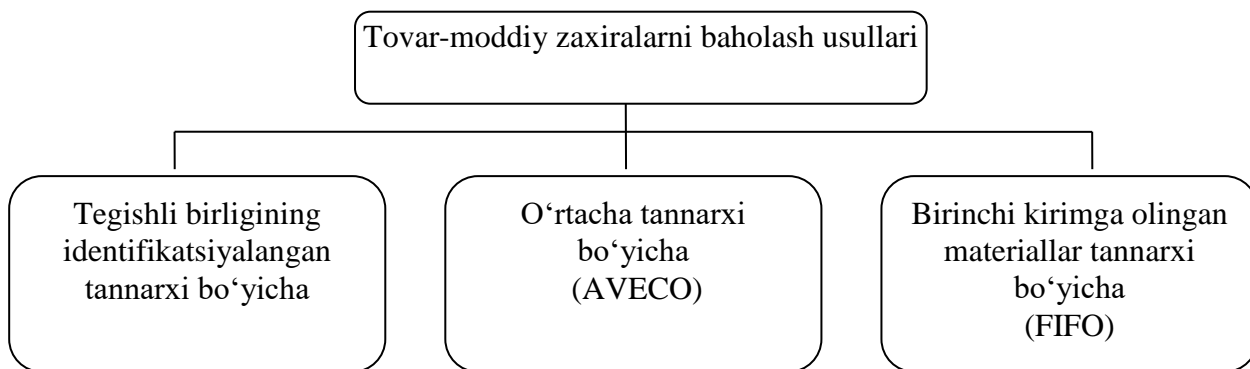 Tovar-moddiy zaxiralarni baholash usullari
Tegishli birligining
identifikatsiyalangan
tannarxi bo‘yicha
O‘rtacha tannarxi
bo‘yicha
(AVECO)
Birinchi kirimga olingan
materiallar tannarxi
bo‘yicha
(FIFO)